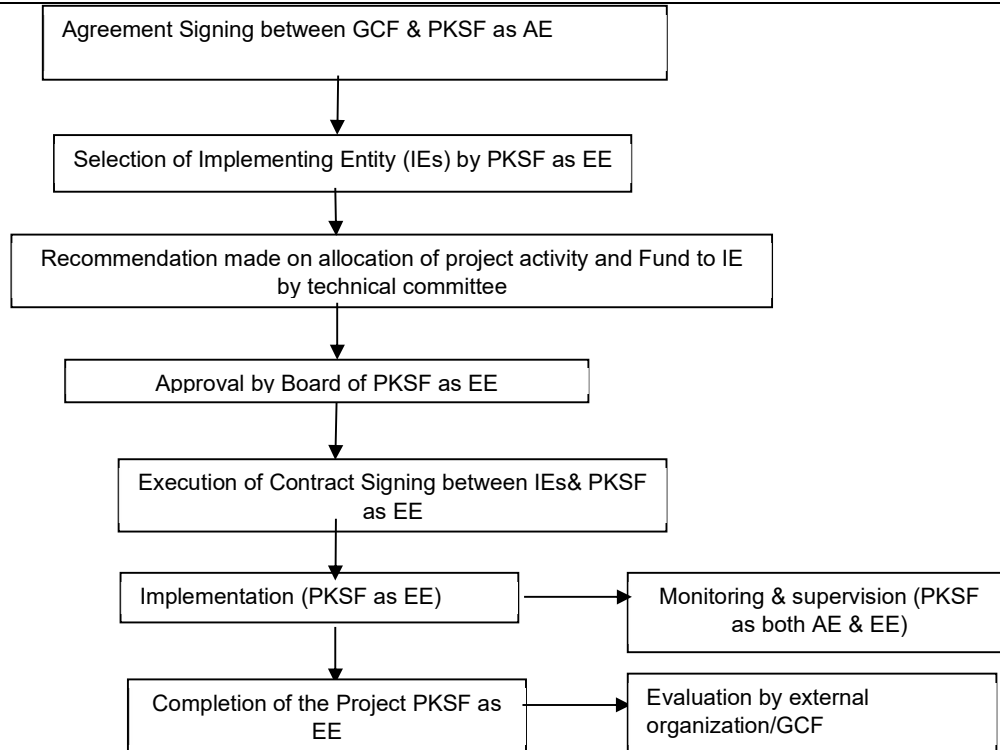 Agreement Signing between GCF & PKSF as AE
Selection of Implementing Entity (IEs) by PKSF as EE
Recommendation made on allocation of project activity and Fund to IE
by technical committee
Approval by Board of PKSF as EE
Execution of Contract Signing between IEs& PKSF
as EE
Implementation (PKSF as EE)
Monitoring & supervision (PKSF
as both AE & EE)
Completion of the Project PKSF as
EE
Evaluation by external
organization/GCF